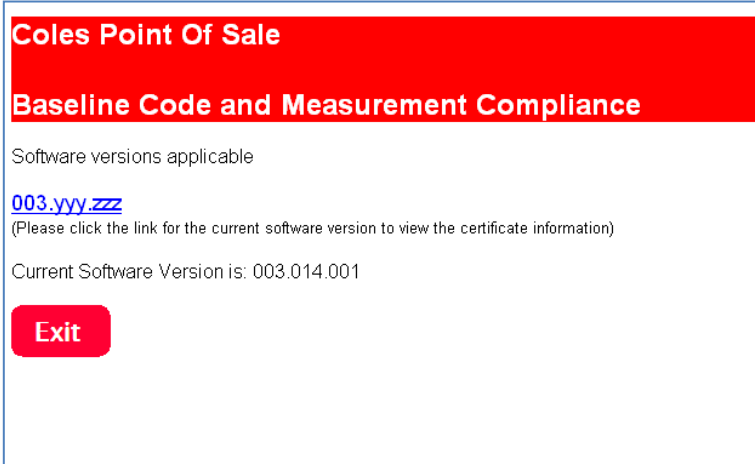 Coles Point Of Sale
Baseline Code and Measurement Compliance
Software versions applicable
003.yyy.zzz
(Please click the link for the current software version to view the certificate information)
Current Software Version is: 003.014.001
Exit